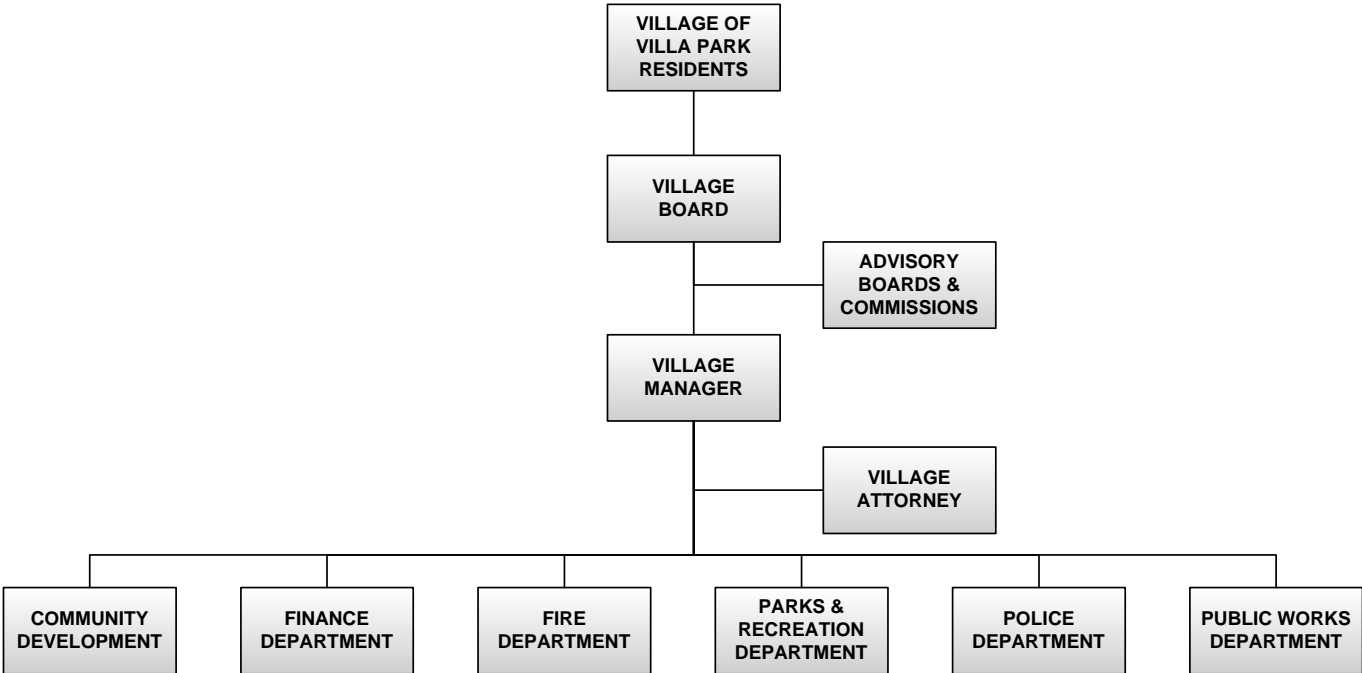 VILLAGE OF
VILLA PARK
RESIDENTS
VILLAGE
BOARD
ADVISORY
BOARDS &
COMMISSIONS
VILLAGE
MANAGER
VILLAGE
ATTORNEY
COMMUNITY
DEVELOPMENT
FINANCE
DEPARTMENT
FIRE
DEPARTMENT
PARKS &
RECREATION
DEPARTMENT
POLICE
DEPARTMENT
PUBLIC WORKS
DEPARTMENT